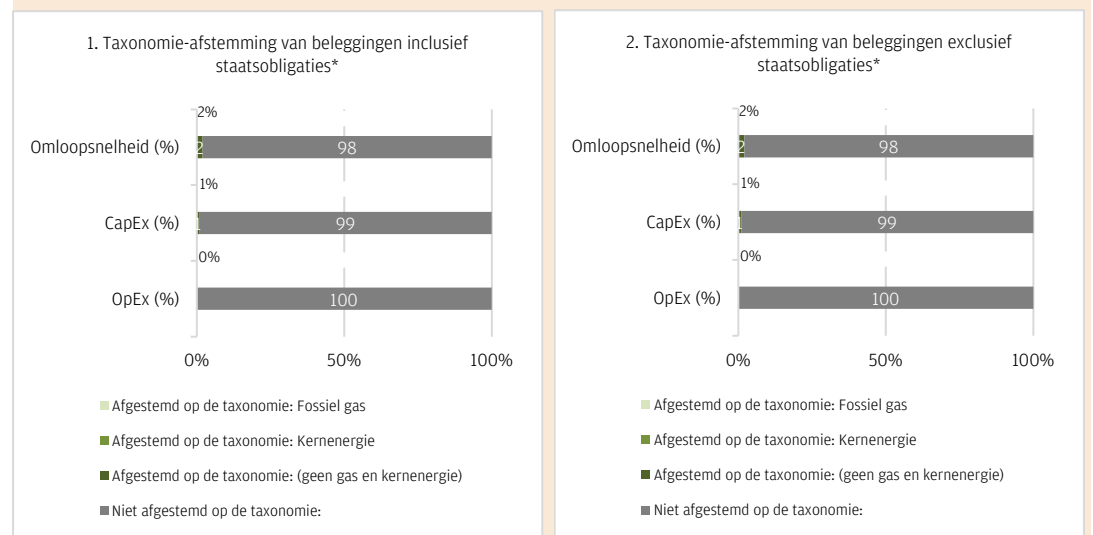 1. Taxonomie-afstemming van beleggingen inclusief
staatsobligaties*
2%
Omloopsnelheid (%) 2 98
1%
CapEx (%) 1 99
0%
OpEx (%) 100
0% 50% 100%
Afgestemd op de taxonomie: Fossiel gas
Afgestemd op de taxonomie: Kernenergie
Afgestemd op de taxonomie: (geen gas en kernenergie)
Niet afgestemd op de taxonomie:
2. Taxonomie-afstemming van beleggingen exclusief
staatsobligaties*
2%
Omloopsnelheid (%) 2 98
1%
CapEx (%) 1 99
0%
OpEx (%) 100
0% 50% 100%
Afgestemd op de taxonomie: Fossiel gas
Afgestemd op de taxonomie: Kernenergie
Afgestemd op de taxonomie: (geen gas en kernenergie)
Niet afgestemd op de taxonomie: